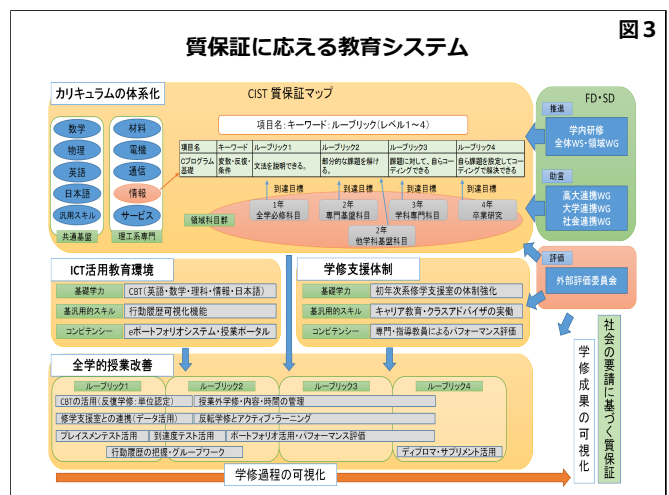 図3
質保証に応える教育システム
カリキュラムの体系化
CIST 質保証マップ
項目名:キーワード:ルーブリック(レベル1～4)
数学
物理
英語
日本語
汎用スキル
共通基盤
材料
電機
通信
情報
サービス
理工系専門
項目名 キーワード ルーブリック1 ルーブリック2 ルーブリック3 ルーブリック4
Cプログラム基礎 変数・反復・条件 文法を説明できる。 部分的な課題を解ける。 課題に対して、自らコーディングできる 自ら課題を設定してコーディングで解決できる
到達目標 到達目標 到達目標 到達目標
1年
全学必修科目
2年
専門基盤科目
3年
学科専門科目
4年
卒業研究
領域科目群
2年
他学科基盤科目
FD・SD
推進
学内研修
全体WS・領域WG
助言
高大連携WG
大学連携WG
社会連携WG
評価
外部評価委員会
ICT活用教育環境
基礎学力 CBT(英語・数学・理科・情報・日本語)
基汎用的スキル 行動履歴可視化機能
コンピテンシー eポートフォリオシステム・授業ポータル
学修支援体制
基礎学力 初年次系修学支援室の体制強化
基汎用的スキル キャリア教育・クラスアドバイザの実働
コンピテンシー 専門・指導教員によるパフォーマンス評価
全学的授業改善
ルーブリック1 ルーブリック2 ルーブリック3 ルーブリック4
CBTの活用(反復学修:単位認定) 授業外学修・内容・時間の管理
修学支援室との連携(データ活用) 反転学修とアクティブ・ラーニング
プレイスメンテスト活用 到達度テスト活用 ポートフォリオ活用・パフォーマンス評価
行動履歴の把握・グループワーク ディプロマ・サプリメント活用
学修過程の可視化
学修成果の可視化
社会の要請に基づく質保証